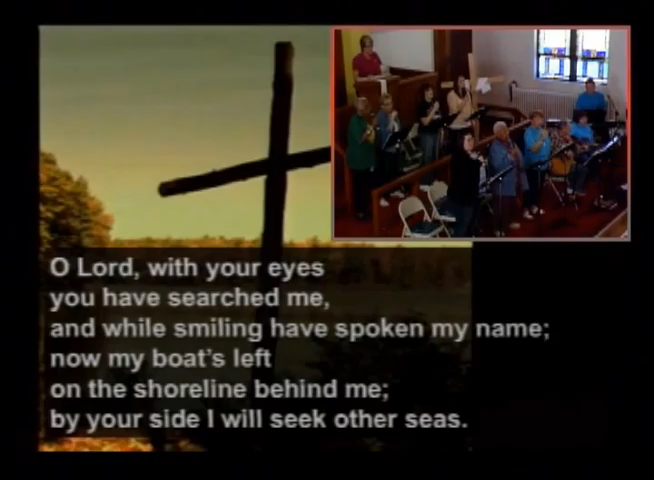 O Lord, with your eyes
you have searched me,
and while smiling have spoken my name;
now my boat's left
on the shoreline behind me;
by your side I will seek other seas.